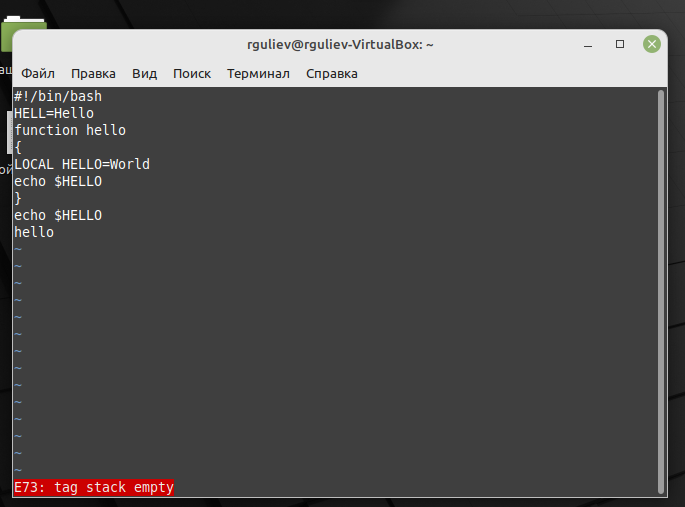 rguliev@rguliev-VirtualBox: ~
Файл Правка Вид Поиск Терминал Справка
#!/bin/bash
HELL=Hello
function hello
{
LOCAL HELLO=World
echo $HELLO
}
echo $HELLO
hello
~
~
~
~
~
~
~
~
~
~
~
~
~
~
E73: tag stack empty